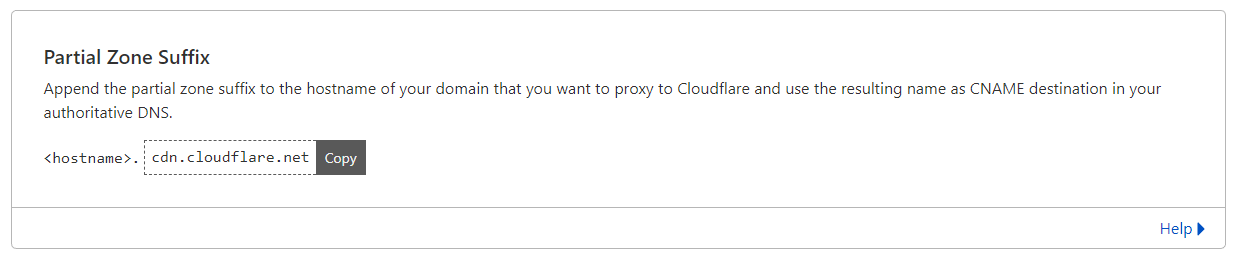 Partial Zone Suffix
Append the partial zone suffix to the hostname of your domain that you want to proxy to Cloudflare and use the resulting name as CNAME destination in your
authoritative DNS.
<hostname>. cdn.cloudflare.net Copy
Help